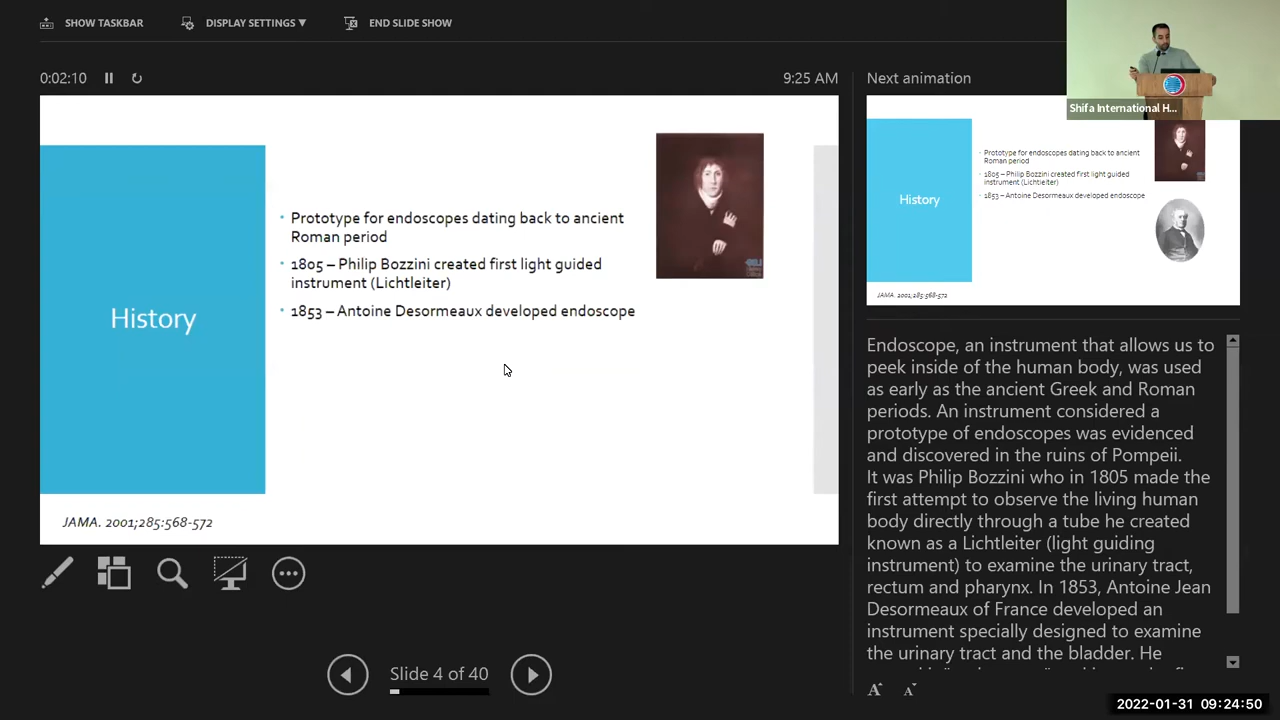 SHOW TASKBAR
DISPLAY SETTINGS ▼
END SLIDE SHOW
0:02:10
9:25 AM
Prototype for endoscopes dating back to ancient
Roman period
1805 – Philip Bozzini created first light guided
instrument (Lichtleiter)
1853 – Antoine Desormeaux developed endoscope
History
JAMA. 2001;285:568-572
Slide 4 of 40
Next animation
Shifa International H...
Prototype for endoscopes dating back to ancient
Roman period
1805 – Philip Bozzini created first light guided
instrument (Lichtleiter)
1853 – Antoine Desormeaux developed endoscope
History
JAMA. 2001;285:568-572
Endoscope, an instrument that allows us to
peek inside of the human body, was used
as early as the ancient Greek and Roman
periods. An instrument considered a
prototype of endoscopes was evidenced
and discovered in the ruins of Pompeii.
It was Philip Bozzini who in 1805 made the
first attempt to observe the living human
body directly through a tube he created
known as a Lichtleiter (light guiding
instrument) to examine the urinary tract,
rectum and pharynx. In 1853, Antoine Jean
Desormeaux of France developed an
instrument specially designed to examine
the urinary tract and the bladder. He
A A
2022-01-31 09:24:50